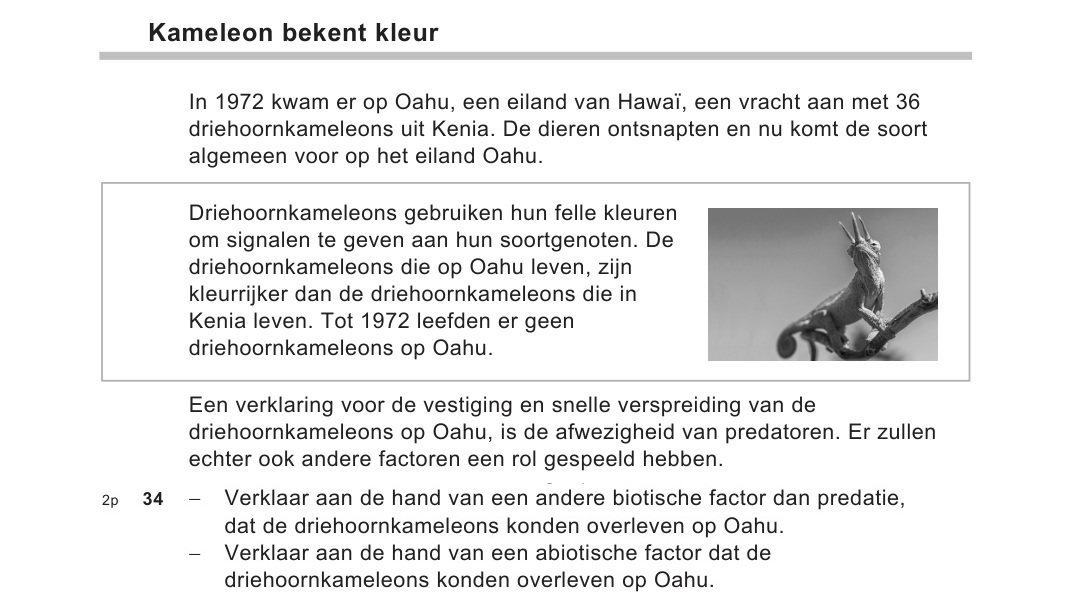 Kameleon bekent kleur
In 1972 kwam er op Oahu, een eiland van Hawaï, een vracht aan met 36
driehoornkameleons uit Kenia. De dieren ontsnapten en nu komt de soort
algemeen voor op het eiland Oahu.
Driehoornkameleons gebruiken hun felle kleuren
om signalen te geven aan hun soortgenoten. De
driehoornkameleons die op Oahu leven, zijn
kleurrijker dan de driehoornkameleons die in
Kenia leven. Tot 1972 leefden er geen
driehoornkameleons op Oahu.
Een verklaring voor de vestiging en snelle verspreiding van de
driehoornkameleons op Oahu, is de afwezigheid van predatoren. Er zullen
echter ook andere factoren een rol gespeeld hebben.
2p 34 – Verklaar aan de hand van een andere biotische factor dan predatie,
dat de driehoornkameleons konden overleven op Oahu.
– Verklaar aan de hand van een abiotische factor dat de
driehoornkameleons konden overleven op Oahu.